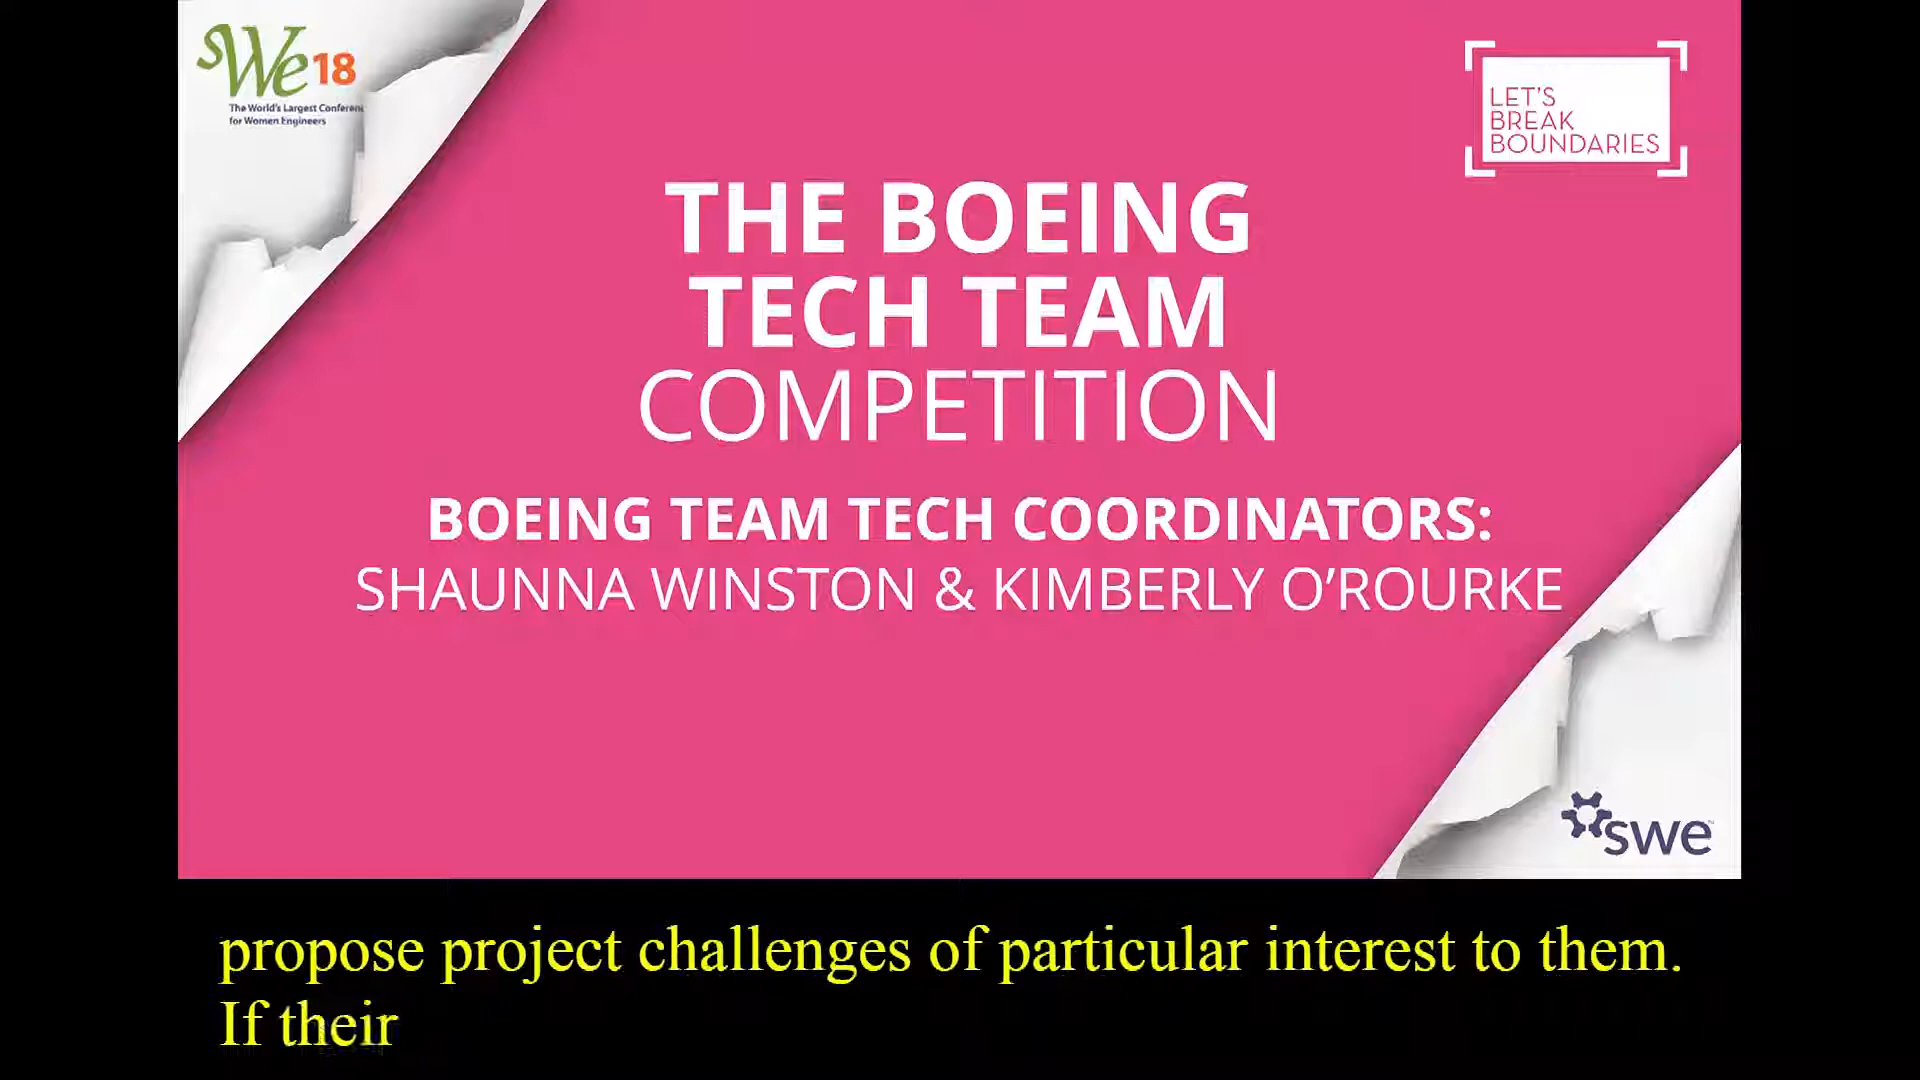 sWe18
The World's Largest Conferenc
for Women Engineers
LET'S
BREAK
BOUNDARIES
THE BOEING
TECH TEAM
COMPETITION
BOEING TEAM TECH COORDINATORS:
SHAUNNA WINSTON & KIMBERLY O'ROURKE
swe
propose project challenges of particular interest to them.
If their